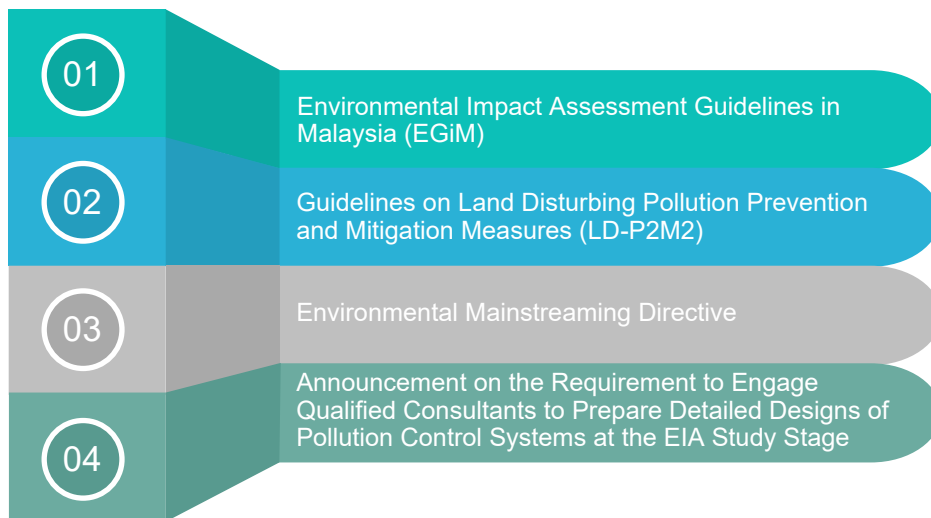 01
Environmental Impact Assessment Guidelines in
Malaysia (EGiM)
02
Guidelines on Land Disturbing Pollution Prevention
and Mitigation Measures (LD-P2M2)
03
Environmental Mainstreaming Directive
04
Announcement on the Requirement to Engage
Qualified Consultants to Prepare Detailed Designs of
Pollution Control Systems at the EIA Study Stage